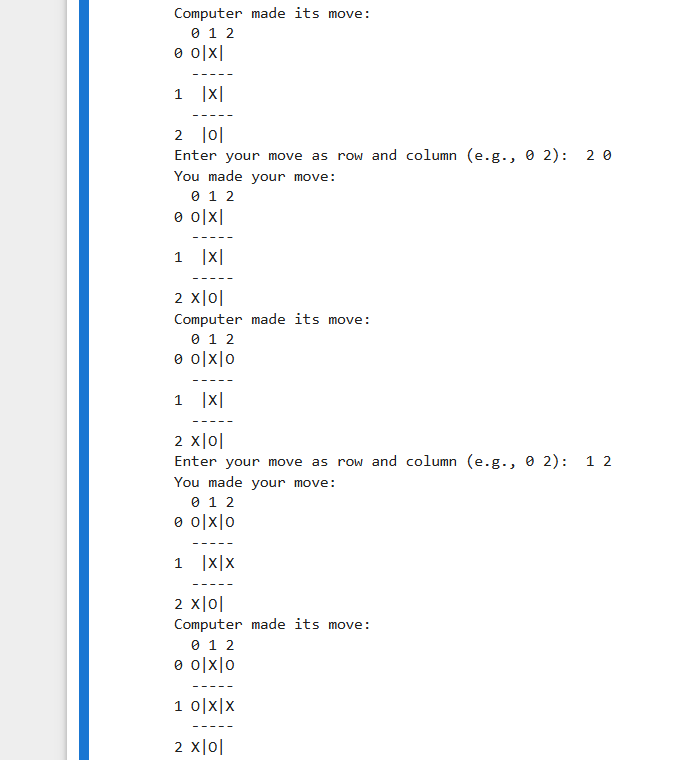 Computer made its move:
  0 1 2
0 O|X|
  -----
1  |X|
  -----
2  |O|
Enter your move as row and column (e.g., 0 2):  2 0
You made your move:
  0 1 2
0 O|X|
  -----
1  |X|
  -----
2 X|O|
Computer made its move:
  0 1 2
0 O|X|O
  -----
1  |X|
  -----
2 X|O|
Enter your move as row and column (e.g., 0 2):  1 2
You made your move:
  0 1 2
0 O|X|O
  -----
1  |X|X
  -----
2 X|O|
Computer made its move:
  0 1 2
0 O|X|O
  -----
1 O|X|X
  -----
2 X|O|